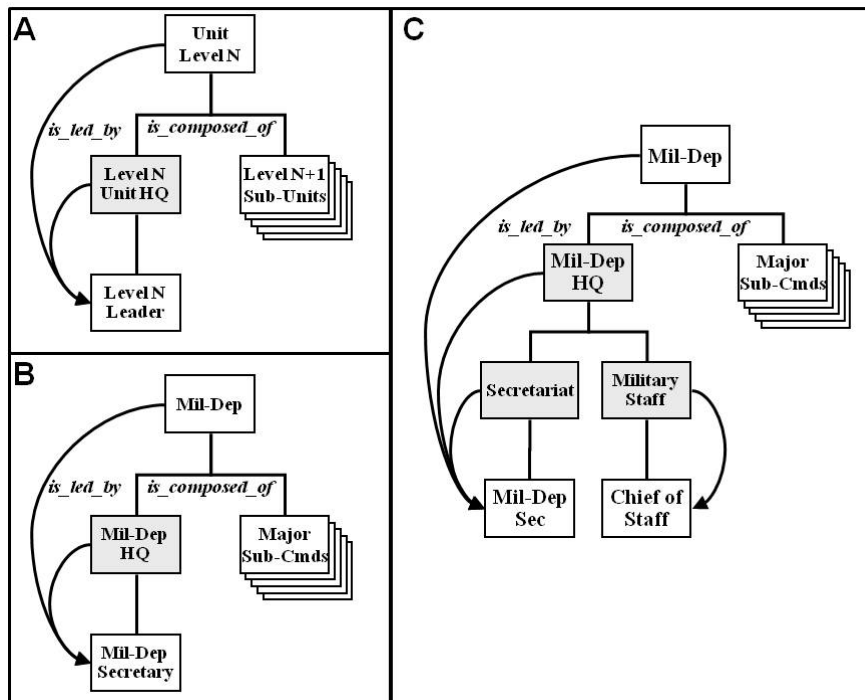 A
Unit
Level N
is_led_by
is_composed_of
Level N
Unit HQ
Level N+1
Sub-Units
Level N
Leader
B
Mil-Dep
is_led_by
is_composed_of
Mil-Dep
HQ
Major
Sub-Cmds
Mil-Dep
Secretary
C
Mil-Dep
is_led_by
is_composed_of
Mil-Dep
HQ
Major
Sub-Cmds
Secretariat
Military
Staff
Mil-Dep
Sec
Chief of
Staff